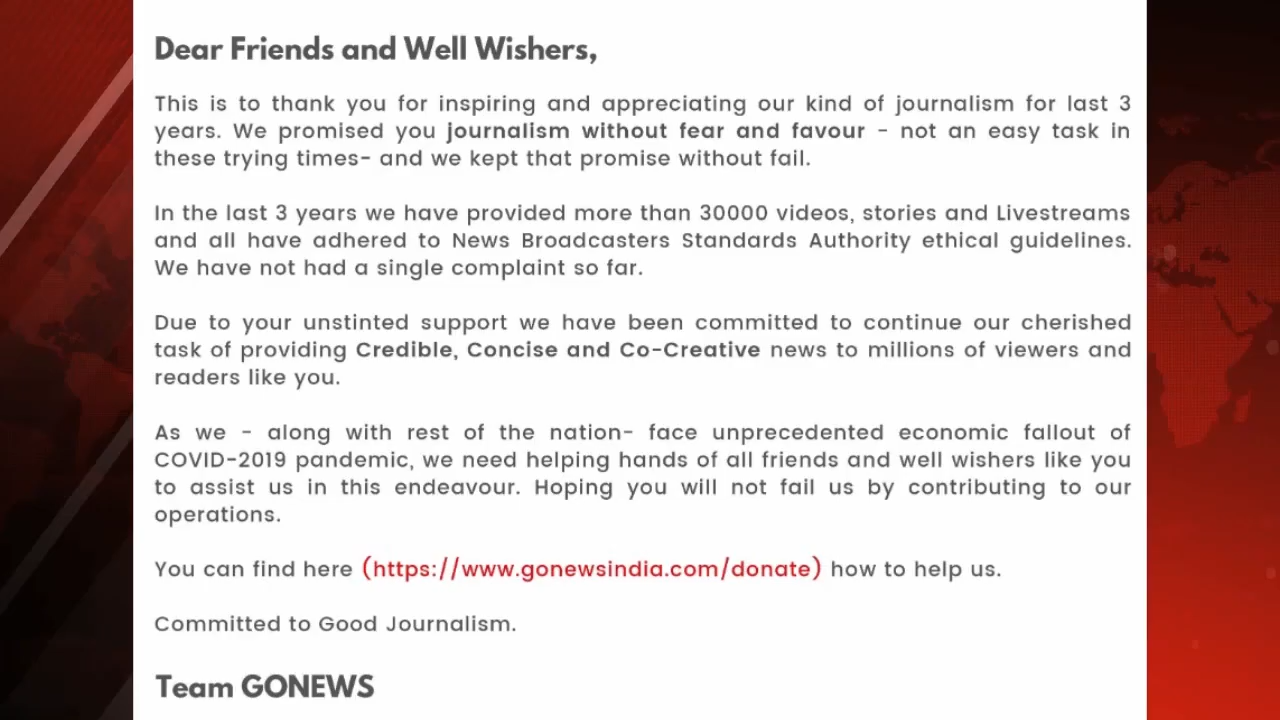 Dear Friends and Well Wishers,
This is to thank you for inspiring and appreciating our kind of journalism for last 3
years. We promised you journalism without fear and favour - not an easy task in
these trying times- and we kept that promise without fail.
In the last 3 years we have provided more than 30000 videos, stories and Livestreams
and all have adhered to News Broadcasters Standards Authority ethical guidelines.
We have not had a single complaint so far.
Due to your unstinted support we have been committed to continue our cherished
task of providing Credible, Concise and Co-Creative news to millions of viewers and
readers like you.
As we - along with rest of the nation- face unprecedented economic fallout of
COVID-2019 pandemic, we need helping hands of all friends and well wishers like you
to assist us in this endeavour. Hoping you will not fail us by contributing to our
operations.
You can find here (https://www.gonewsindia.com/donate) how to help us.
Committed to Good Journalism.
Team GONEWS